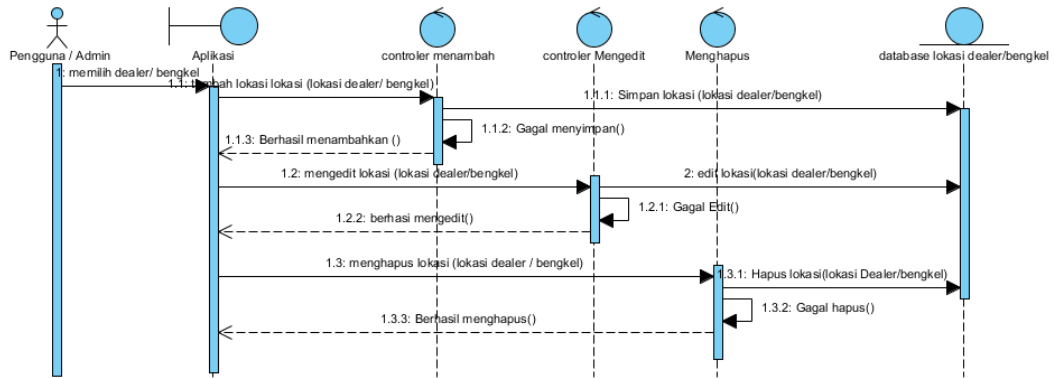 Pengguna / Admin
Aplikasi
controler menambah
controler Mengedit
Menghapus
database lokasi dealer/bengkel
1: memilih dealer/ bengkel
1.1: tambah lokasi lokasi (lokasi dealer/ bengkel)
1.1.1: Simpan lokasi (lokasi dealer/bengkel)
1.1.2: Gagal menyimpan()
1.1.3: Berhasil menambahkan ()
1.2: mengedit lokasi (lokasi dealer/bengkel)
2: edit lokasi(lokasi dealer/bengkel)
1.2.1: Gagal Edit()
1.2.2: berhasi mengedit()
1.3: menghapus lokasi (lokasi dealer / bengkel)
1.3.1: Hapus lokasi(lokasi Dealer/bengkel)
1.3.2: Gagal hapus()
1.3.3: Berhasil menghapus()